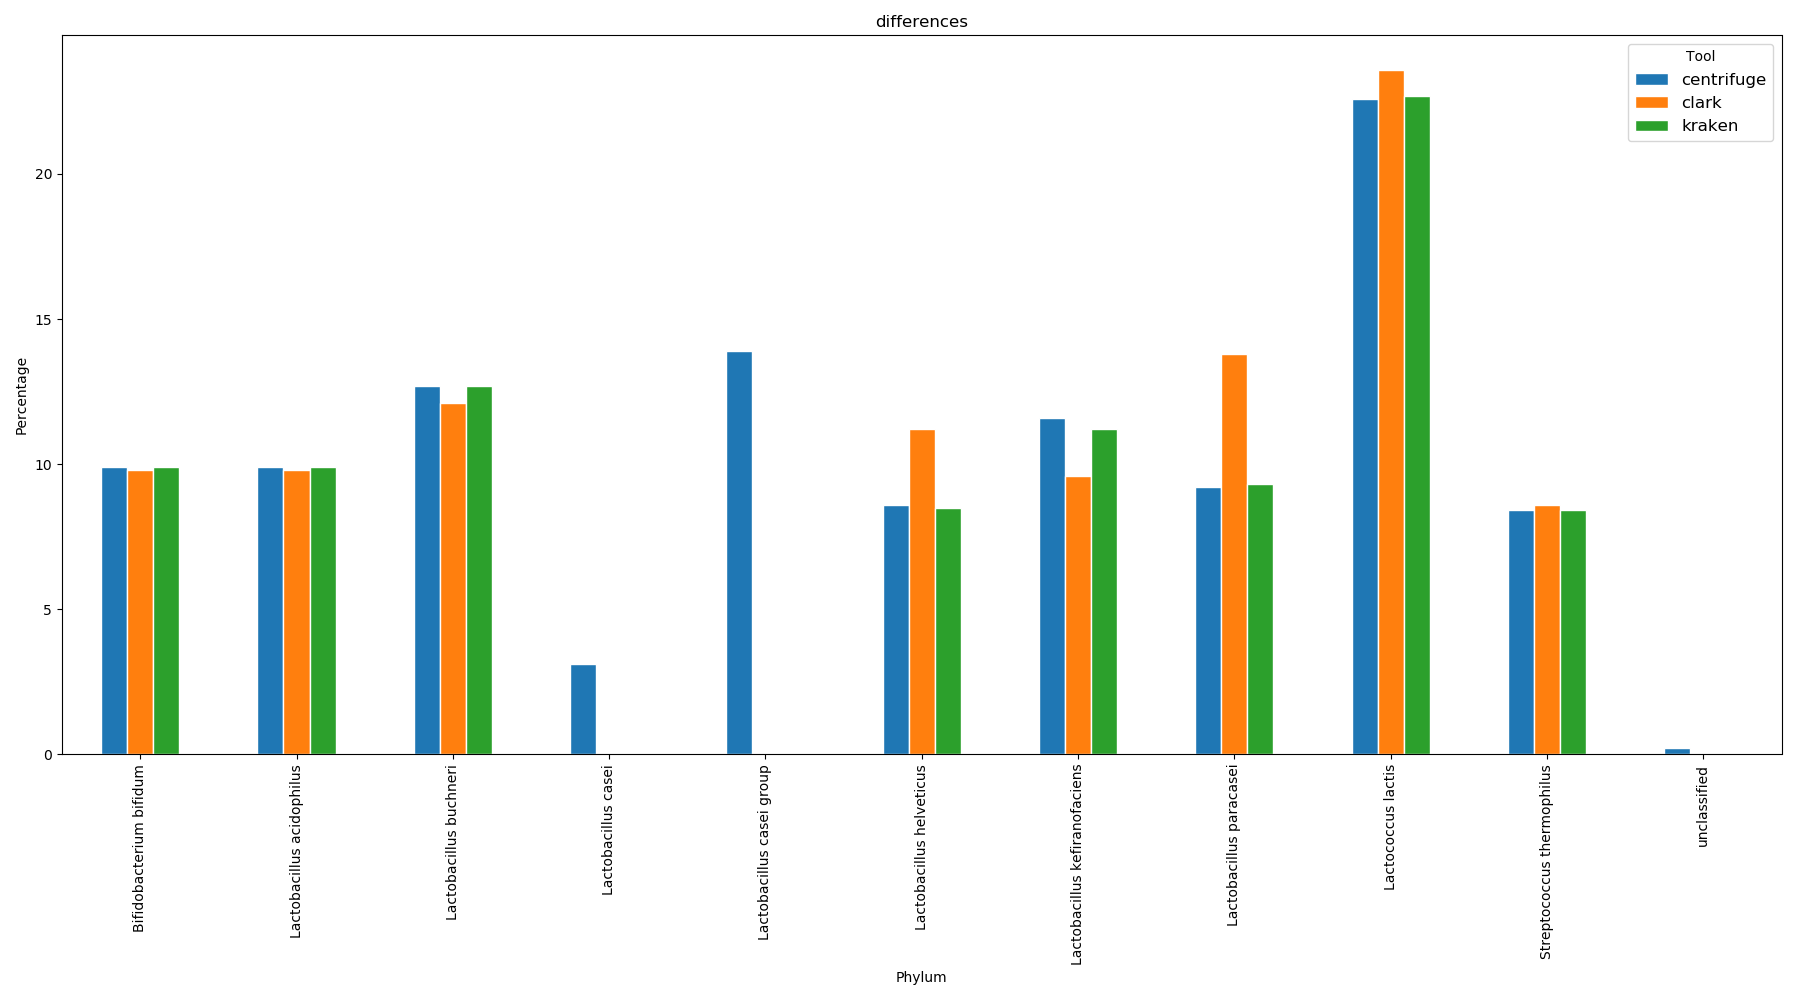 differences
Tool
centrifuge
clark
kraken
Percentage
20
15
10
5
0
Bifidobacterium bifidum
Lactobacillus acidophilus
Lactobacillus buchneri
Lactobacillus casei
Lactobacillus casei group
Lactobacillus helveticus
Lactobacillus kefiranofaciens
Lactobacillus paracasei
Lactococcus lactis
Streptococcus thermophilus
unclassified
Phylum